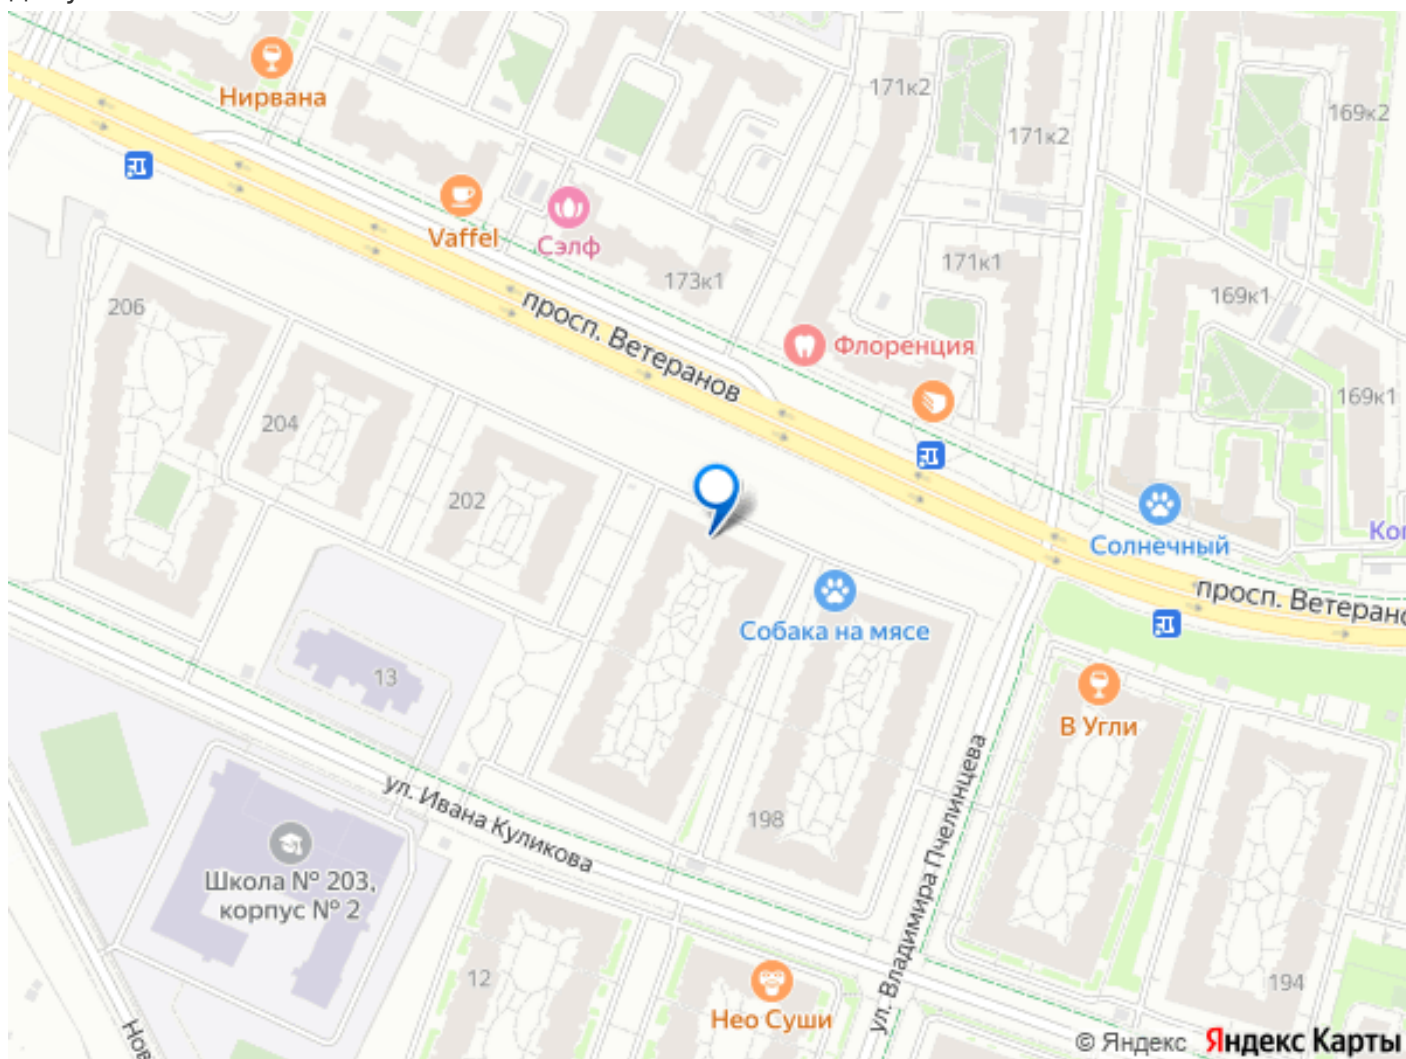 Нирвана
171к2
169к2
171к2
Vaffel
Сэлф
173к1
171к1
206
169к1
просп. Ветеранов
Флоренция
169к1
204
202
Солнечный
просп. Ветерано
Собака на мясе
13
В Угли
ул. Ивана Куликова
198
ул. Владимира Пчелинцева
Школа № 203,
корпус № 2
12
194
Нео Суши
Нов
© Яндекс Яндекс Карты